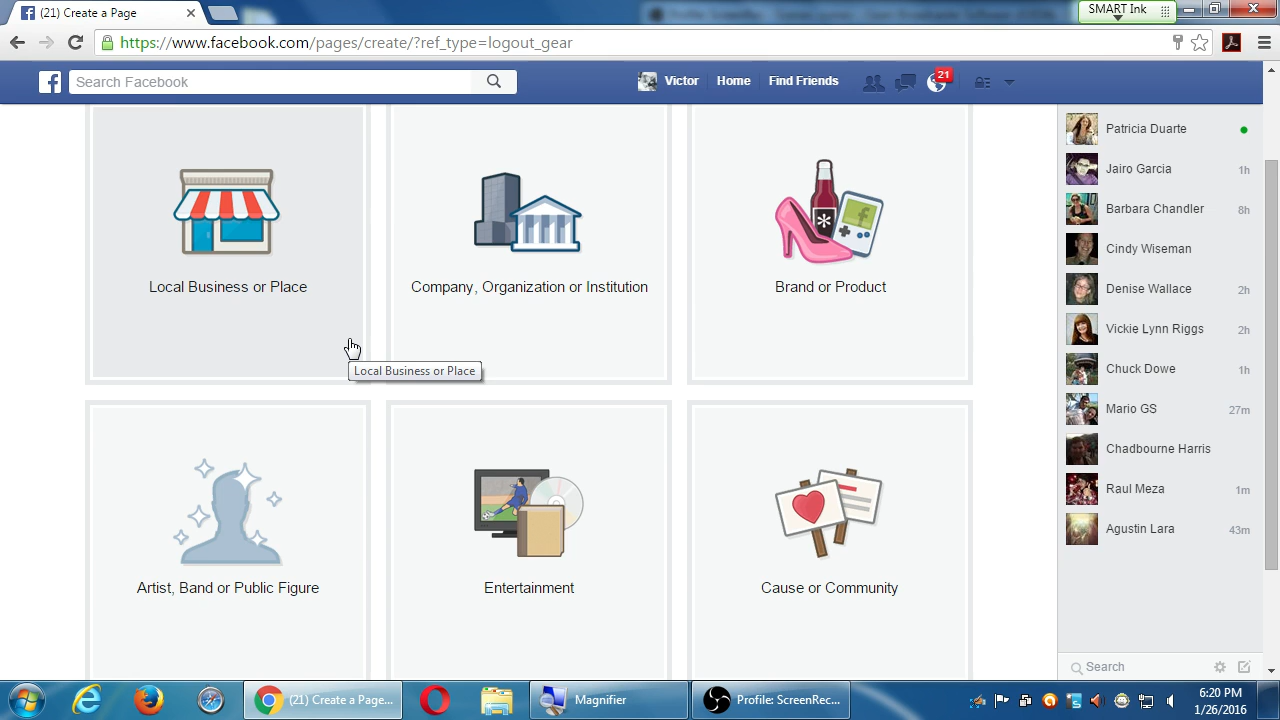 (21) Create a Page
SMART Ink
https://www.facebook.com/pages/create/?ref_type=logout_gear
Search Facebook
Victor
Home
Find Friends
21
Local Business or Place
Company, Organization or Institution
Brand or Product
Local Business or Place
Artist, Band or Public Figure
Entertainment
Cause or Community
Patricia Duarte
Jairo Garcia 1h
Barbara Chandler 8h
Cindy Wiseman
Denise Wallace 2h
Vickie Lynn Riggs 2h
Chuck Dowe 1h
Mario GS 27m
Chadbourne Harris
Raul Meza 1m
Agustin Lara 43m
Search
(21) Create a Page...
Magnifier
Profile: ScreenRec...
6:20 PM
1/26/2016